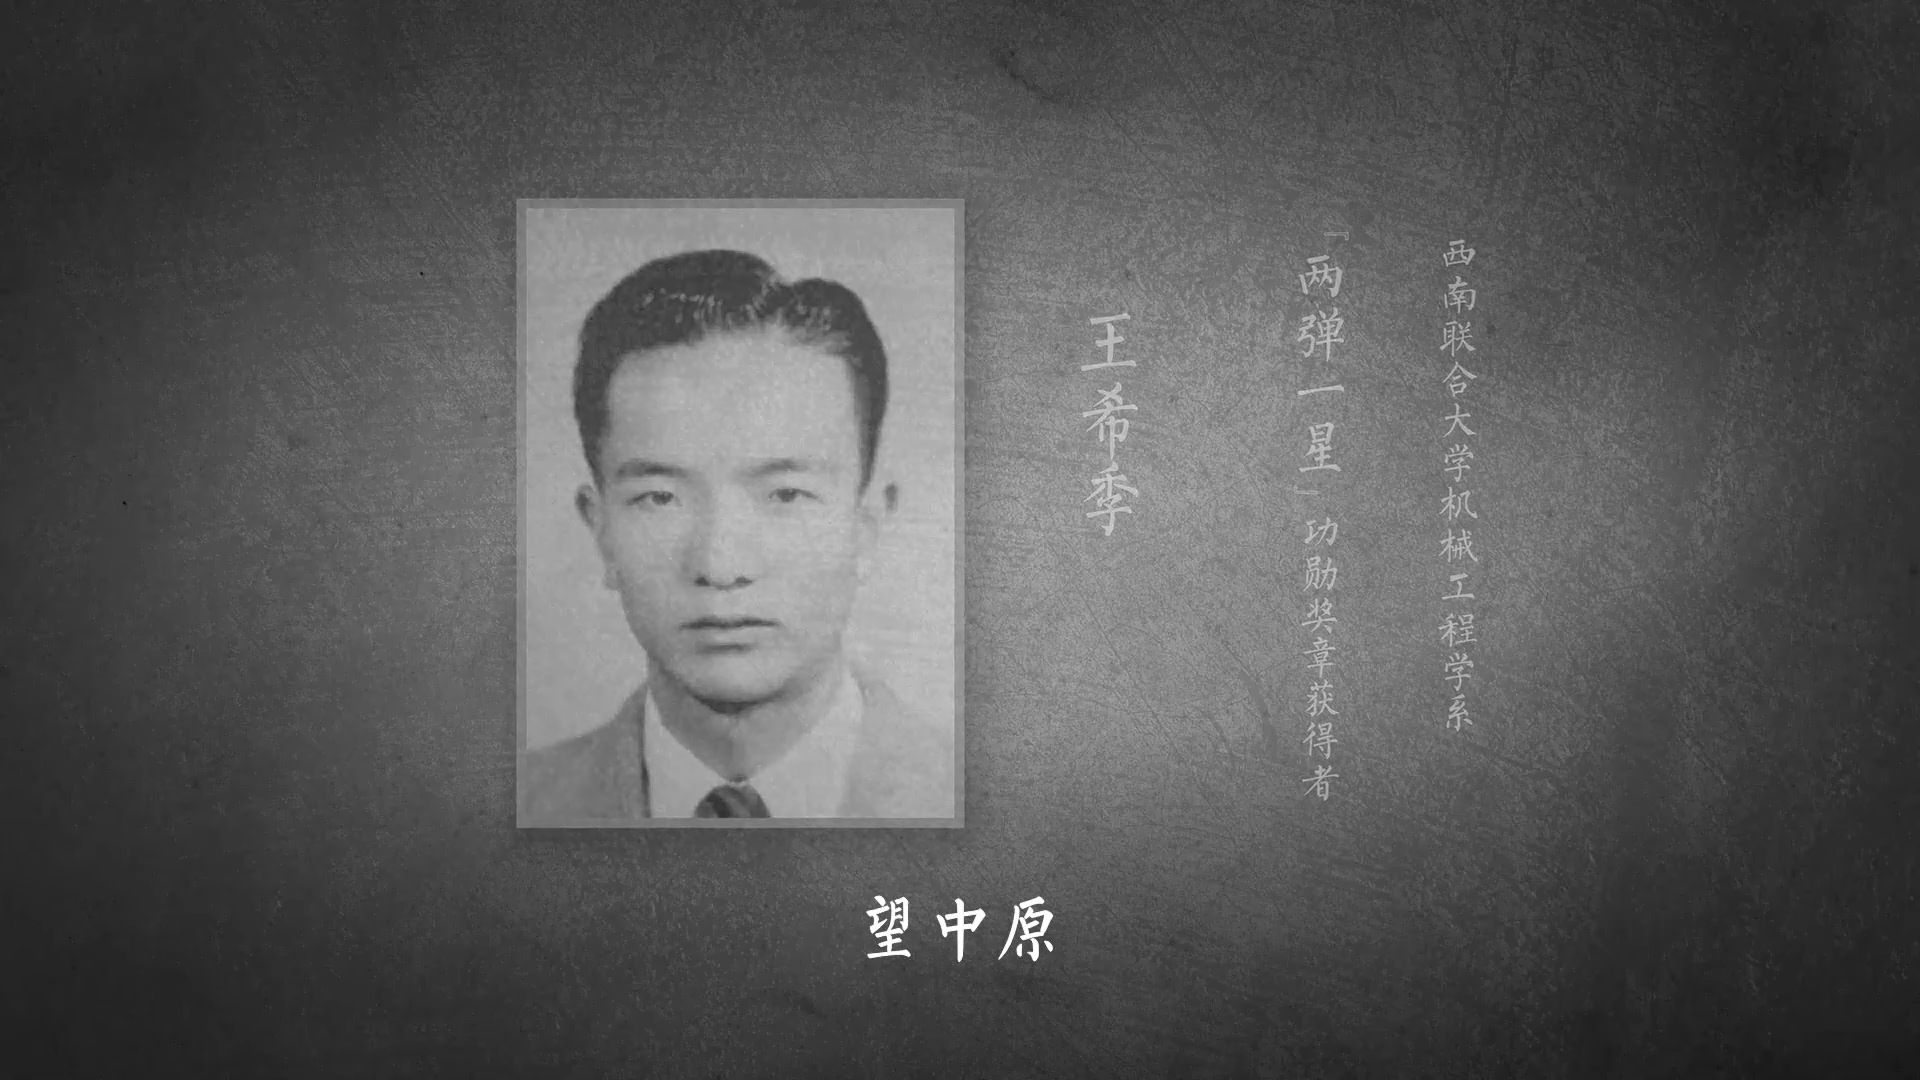 王希季
『两弹一星』功勋奖章获得者
西南联合大学机械工程学系
望中原